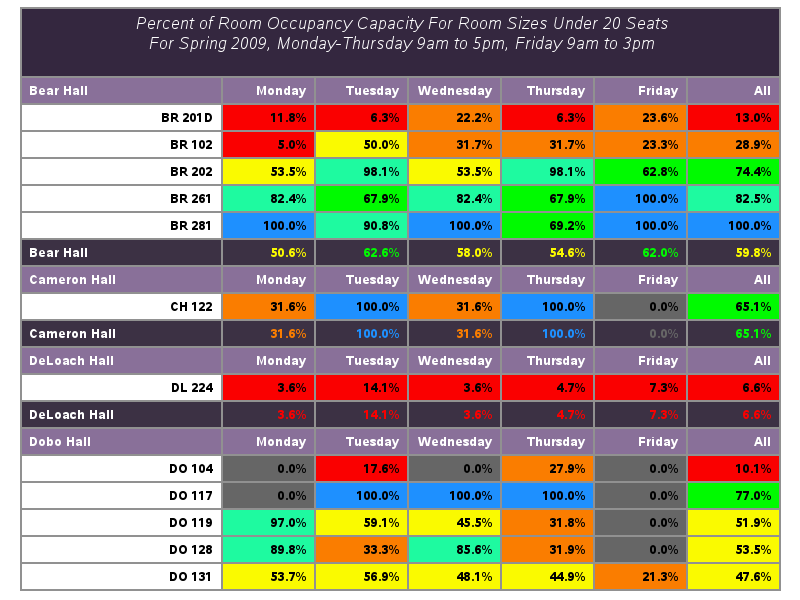 Percent of Room Occupancy Capacity For Room Sizes Under 20 Seats
For Spring 2009, Monday-Thursday 9am to 5pm, Friday 9am to 3pm
Bear Hall Monday Tuesday Wednesday Thursday Friday All
BR 201D 11.8% 6.3% 22.2% 6.3% 23.6% 13.0%
BR 102 5.0% 50.0% 31.7% 31.7% 23.3% 28.9%
BR 202 53.5% 98.1% 53.5% 98.1% 62.8% 74.4%
BR 261 82.4% 67.9% 82.4% 67.9% 100.0% 82.5%
BR 281 100.0% 90.8% 100.0% 69.2% 100.0% 100.0%
Bear Hall 50.6% 62.6% 58.0% 54.6% 62.0% 59.8%
Cameron Hall Monday Tuesday Wednesday Thursday Friday All
CH 122 31.6% 100.0% 31.6% 100.0% 0.0% 65.1%
Cameron Hall 31.6% 100.0% 31.6% 100.0% 0.0% 65.1%
DeLoach Hall Monday Tuesday Wednesday Thursday Friday All
DL 224 3.6% 14.1% 3.6% 4.7% 7.3% 6.6%
DeLoach Hall 3.6% 14.1% 3.6% 4.7% 7.3% 6.6%
Dobo Hall Monday Tuesday Wednesday Thursday Friday All
DO 104 0.0% 17.6% 0.0% 27.9% 0.0% 10.1%
DO 117 0.0% 100.0% 100.0% 100.0% 0.0% 77.0%
DO 119 97.0% 59.1% 45.5% 31.8% 0.0% 51.9%
DO 128 89.8% 33.3% 85.6% 31.9% 0.0% 53.5%
DO 131 53.7% 56.9% 48.1% 44.9% 21.3% 47.6%